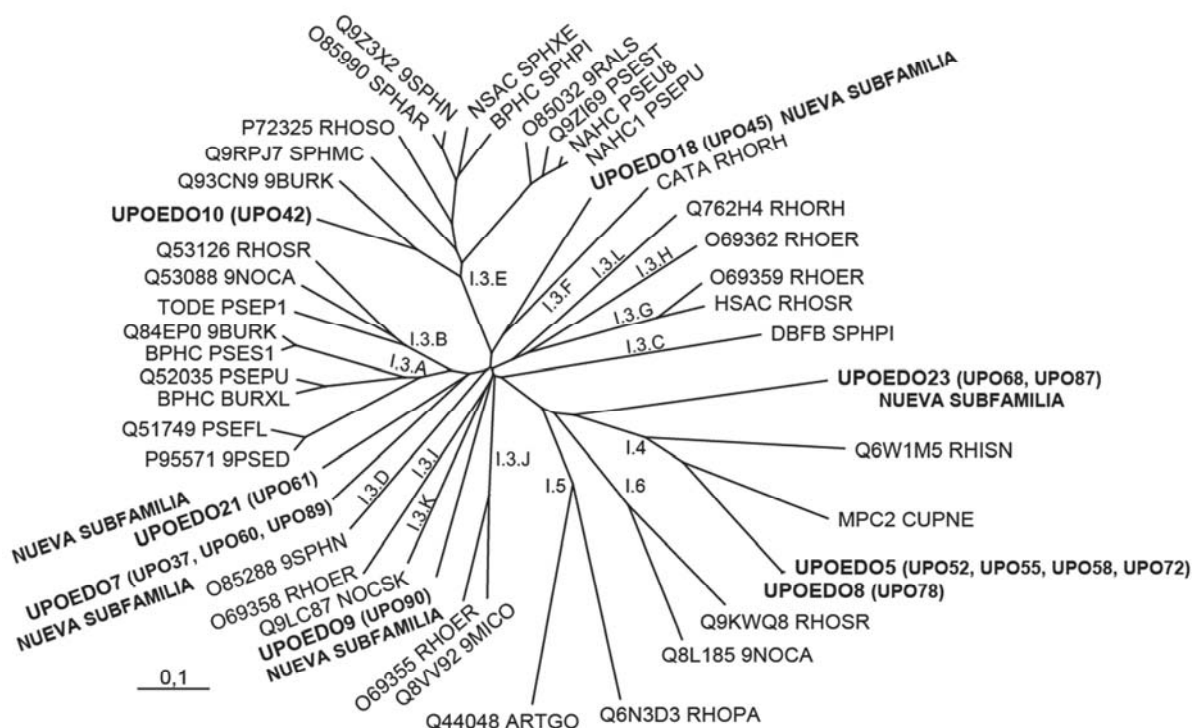 Q9Z3X2 9SPHN
O85990 SPHAR
NSAC SPHXE
BPHC SPHPI
O85032 9RALS
Q9ZI69 PSEST
NAHC PSEU8
NAHC1 PSEPU
UPOEDO18 (UPO45) NUEVA SUBFAMILIA
CATA RHORH
P72325 RHOSO
Q9RPJ7 SPHMC
Q93CN9 9BURK
UPOEDO10 (UPO42)
Q53126 RHOSR
Q53088 9NOCA
TODE PSEP1
Q84EP0 9BURK
BPHC PSES1
Q52035 PSEPU
BPHC BURXL
Q51749 PSEFL
P95571 9PSED
Q762H4 RHORH
O69362 RHOER
O69359 RHOER
HSAC RHOSR
DBFB SPHPI
I.3.E
I.3.F
I.3.L
I.3.H
I.3.G
I.3.C
I.3.B
I.3.A
UPOEDO23 (UPO68, UPO87)
NUEVA SUBFAMILIA
Q6W1M5 RHISN
I.4
MPC2 CUPNE
I.3.J
I.3.I
I.3.D
I.3.K
I.5
I.6
NUEVA SUBFAMILIA
UPOEDO21 (UPO61)
UPOEDO7 (UPO37, UPO60, UPO89)
NUEVA SUBFAMILIA
O85288 9SPHN
O69358 RHOER
Q9LC87 NOCSK
UPOEDO9 (UPO90)
NUEVA SUBFAMILIA
O69355 RHOER
Q8VV92 9MICO
UPOEDO5 (UPO52, UPO55, UPO58, UPO72)
UPOEDO8 (UPO78)
Q9KWQ8 RHOSR
Q8L185 9NOCA
Q6N3D3 RHOPA
Q44048 ARTGO
0,1